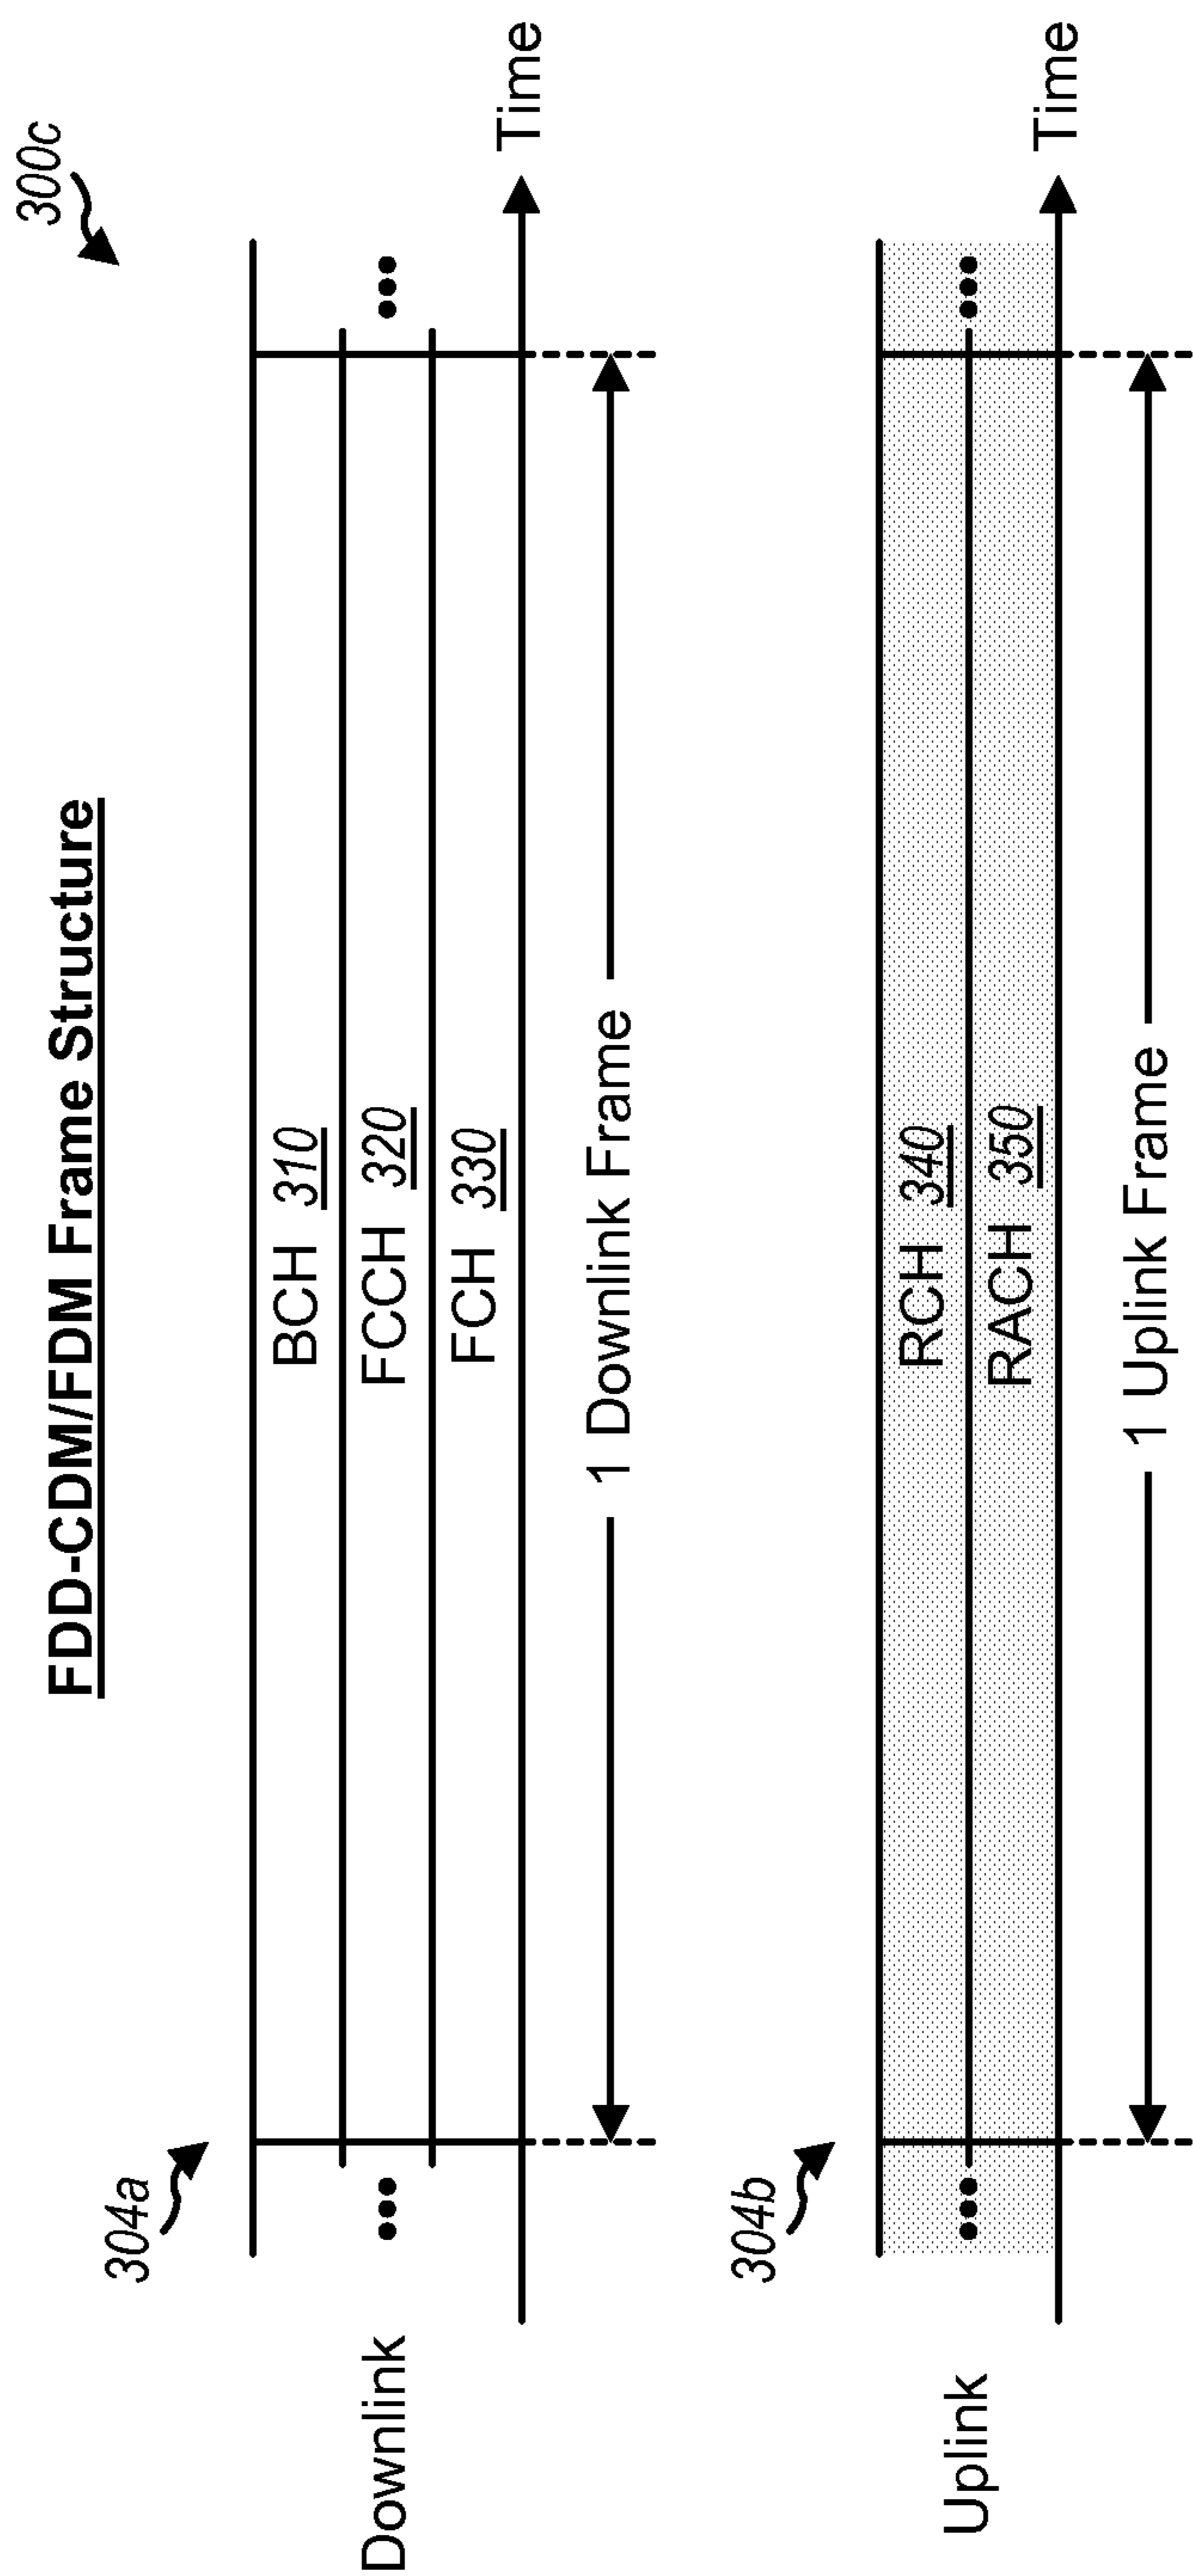 FDD-CDM/FDM Frame Structure
300c
304a
Downlink
BCH 310
FCCH 320
FCH 330
Time
1 Downlink Frame
304b
Uplink
RCH 340
RACH 350
Time
1 Uplink Frame